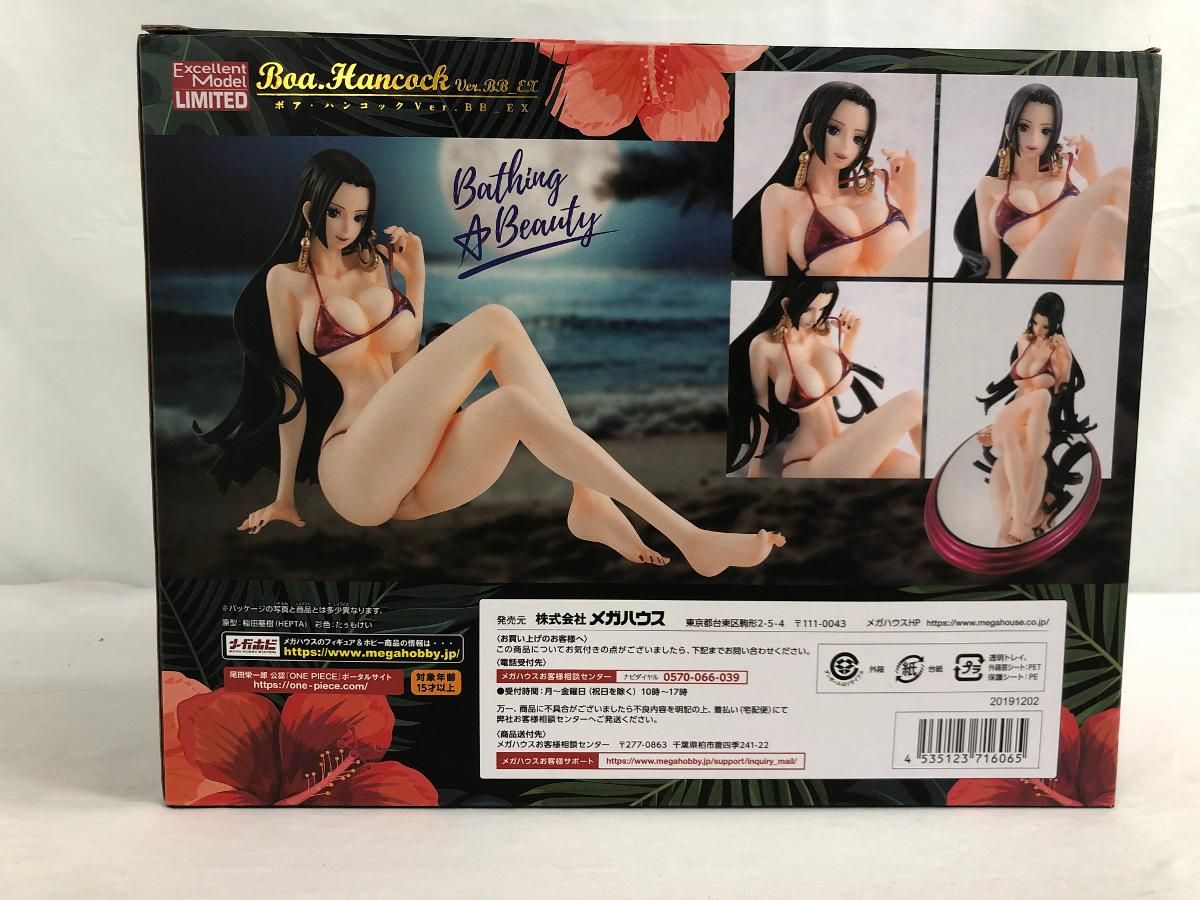 Excellent
Model
LIMITED
Boa.Hancock Ver.BB_EX
ボア・ハンコックVer.BB_EX
Bathing
Beauty
※パッケージの写真と商品とは多少異なります。
原型：稲田基樹(HEPTA) 彩色：たぅもけい
メガホビ
MEGA HOBBY STATION
メガハウスのフィギュア&ホビー商品の情報は・・・
https://www.megahobby.jp/
尾田栄一郎 公認「ONE PIECE」ポータルサイト
https://one-piece.com/
対象年齢
15才以上
発売元 株式会社 メガハウス 東京都台東区駒形2-5-4 〒111-0043 メガハウスHP https://www.megahouse.co.jp/
〈お買い上げのお客様へ〉
この商品についてお気付きの点がございましたら、下記までお問い合わせください。
〈電話受付先〉
メガハウスお客様相談センター ナビダイヤル 0570-066-039
●受付時間：月～金曜日(祝日を除く) 10時～17時
万一、商品に不具合がございましたら不良内容を明記の上、着払い(宅配便)にて
弊社お客様相談センターへご発送ください。
〈商品送付先〉
メガハウスお客様相談センター 〒277-0863 千葉県柏市豊四季241-22
メガハウスお客様サポート https://www.megahobby.jp/support/inquiry_mail/
外箱
紙
台紙
プラ
透明トレイ、
外箱窓シート:PET
保護シート:PE
20191202
4 535123 716065